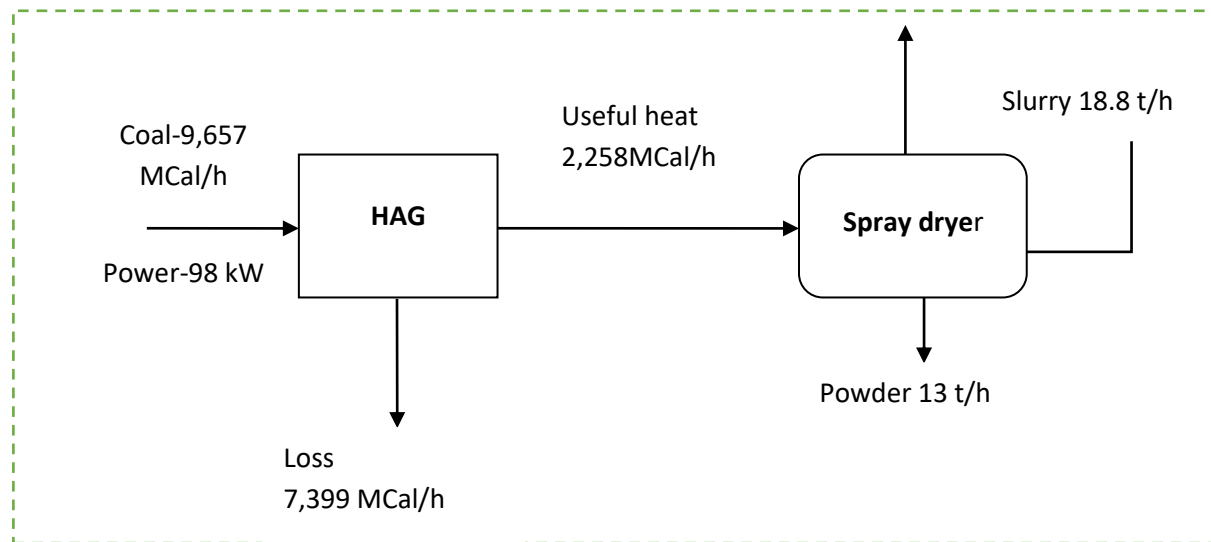 Slurry 18.8 t/h
Useful heat
2,258MCal/h
Coal-9,657
MCal/h
HAG
Spray dryer
Power-98 kW
Powder 13 t/h
Loss
7,399 MCal/h